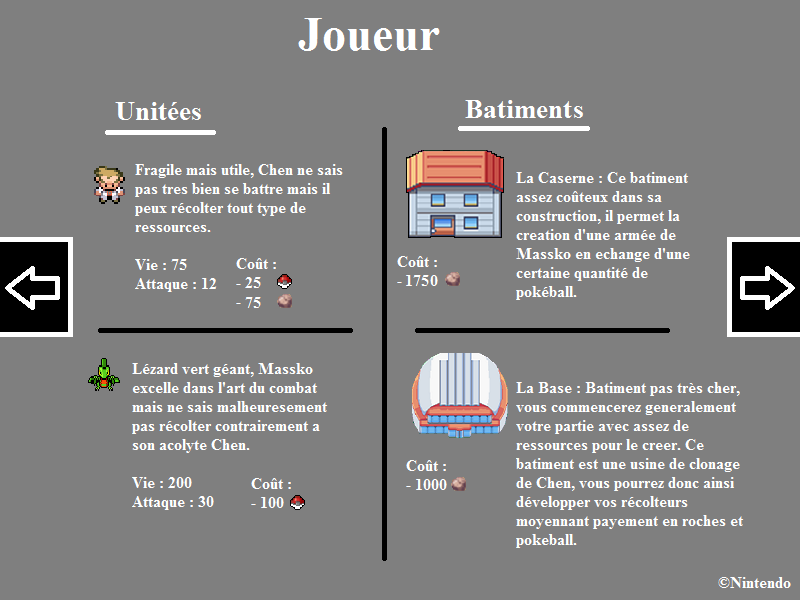 Joueur
Unitées
Fragile mais utile, Chen ne sais
pas tres bien se battre mais il
peux récolter tout type de
ressources.
Vie : 75
Attaque : 12
Coût :
- 25
- 75
Lézard vert géant, Massko
excelle dans l'art du combat
mais ne sais malheuresement
pas récolter contrairement a
son acolyte Chen.
Vie : 200
Attaque : 30
Coût :
- 100
Batiments
La Caserne : Ce batiment
assez coûteux dans sa
construction, il permet la
creation d'une armée de
Massko en echange d'une
certaine quantité de
pokéball.
Coût :
- 1750
La Base : Batiment pas très cher,
vous commencerez generalement
votre partie avec assez de
ressources pour le creer. Ce
batiment est une usine de clonage
de Chen, vous pourrez donc ainsi
développer vos récolteurs
moyennant payement en roches et
pokeball.
Coût :
- 1000
©Nintendo